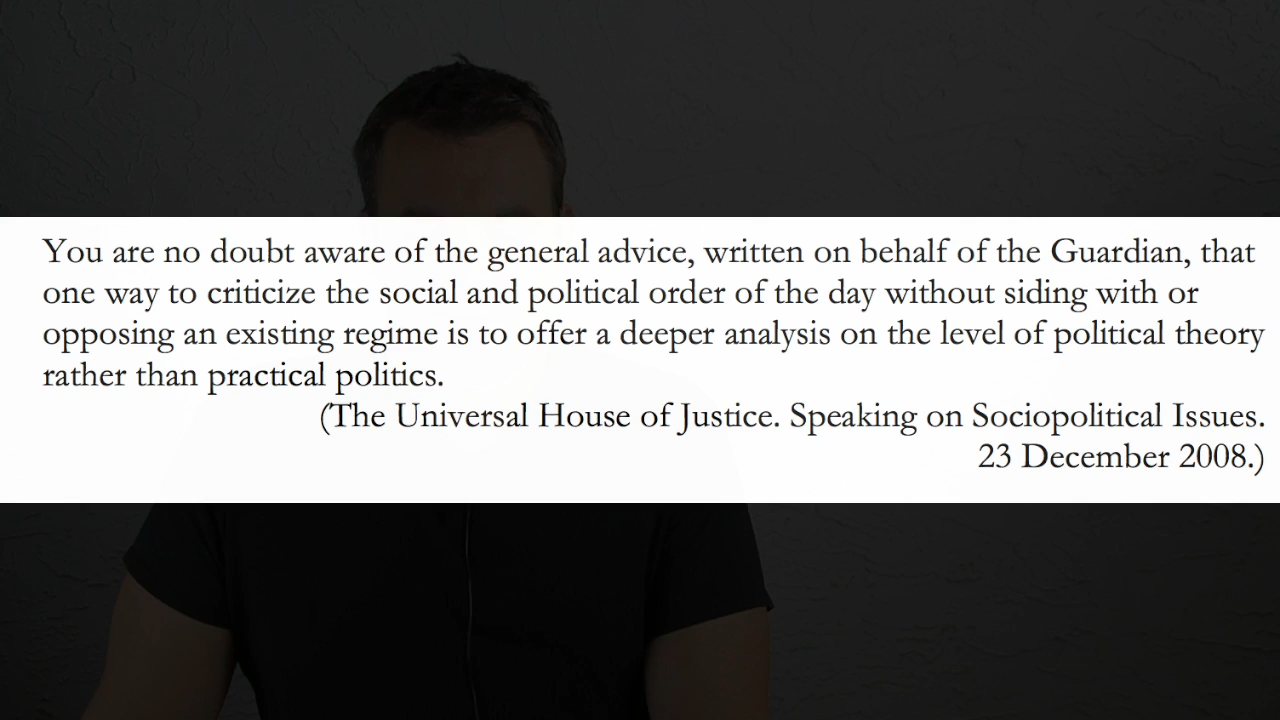 You are no doubt aware of the general advice, written on behalf of the Guardian, that
one way to criticize the social and political order of the day without siding with or
opposing an existing regime is to offer a deeper analysis on the level of political theory
rather than practical politics.
(The Universal House of Justice. Speaking on Sociopolitical Issues.
23 December 2008.)